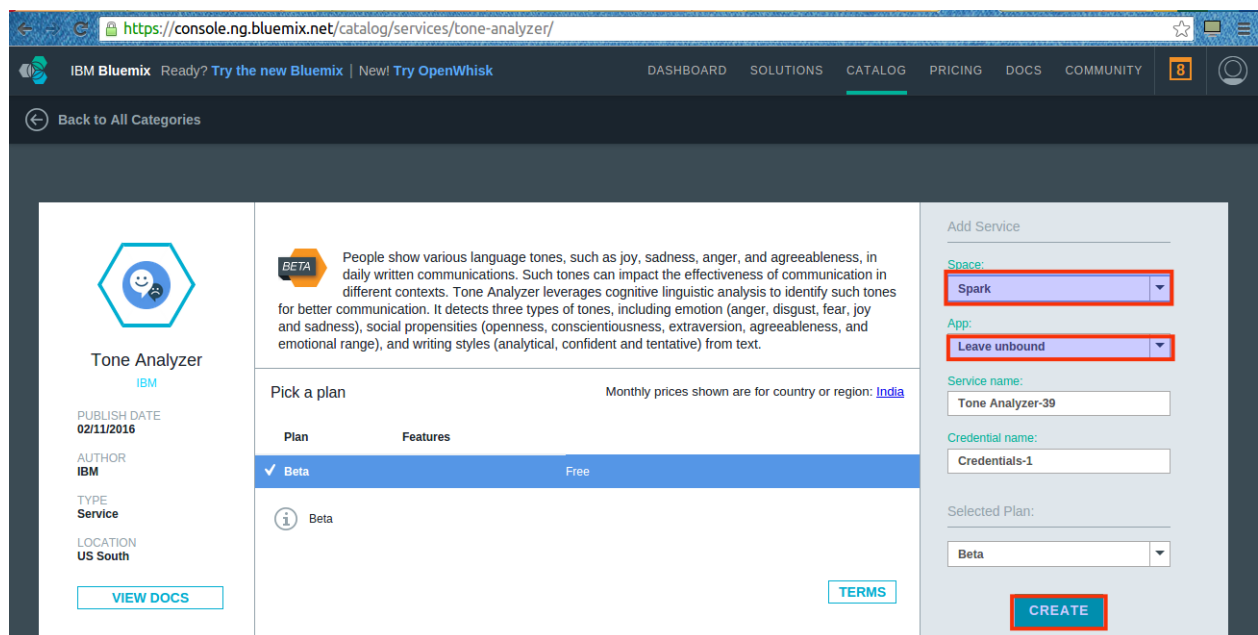 https://console.ng.bluemix.net/catalog/services/tone-analyzer/
IBM Bluemix Ready? Try the new Bluemix | New! Try OpenWhisk
DASHBOARD SOLUTIONS CATALOG PRICING DOCS COMMUNITY 8
Back to All Categories
Tone Analyzer
IBM
PUBLISH DATE
02/11/2016
AUTHOR
IBM
TYPE
Service
LOCATION
US South
VIEW DOCS
BETA
People show various language tones, such as joy, sadness, anger, and agreeableness, in
daily written communications. Such tones can impact the effectiveness of communication in
different contexts. Tone Analyzer leverages cognitive linguistic analysis to identify such tones
for better communication. It detects three types of tones, including emotion (anger, disgust, fear, joy
and sadness), social propensities (openness, conscientiousness, extraversion, agreeableness, and
emotional range), and writing styles (analytical, confident and tentative) from text.
Pick a plan
Monthly prices shown are for country or region: India
Plan Features
Beta Free
Beta
TERMS
Add Service
Space:
Spark
App:
Leave unbound
Service name:
Tone Analyzer-39
Credential name:
Credentials-1
Selected Plan:
Beta
CREATE